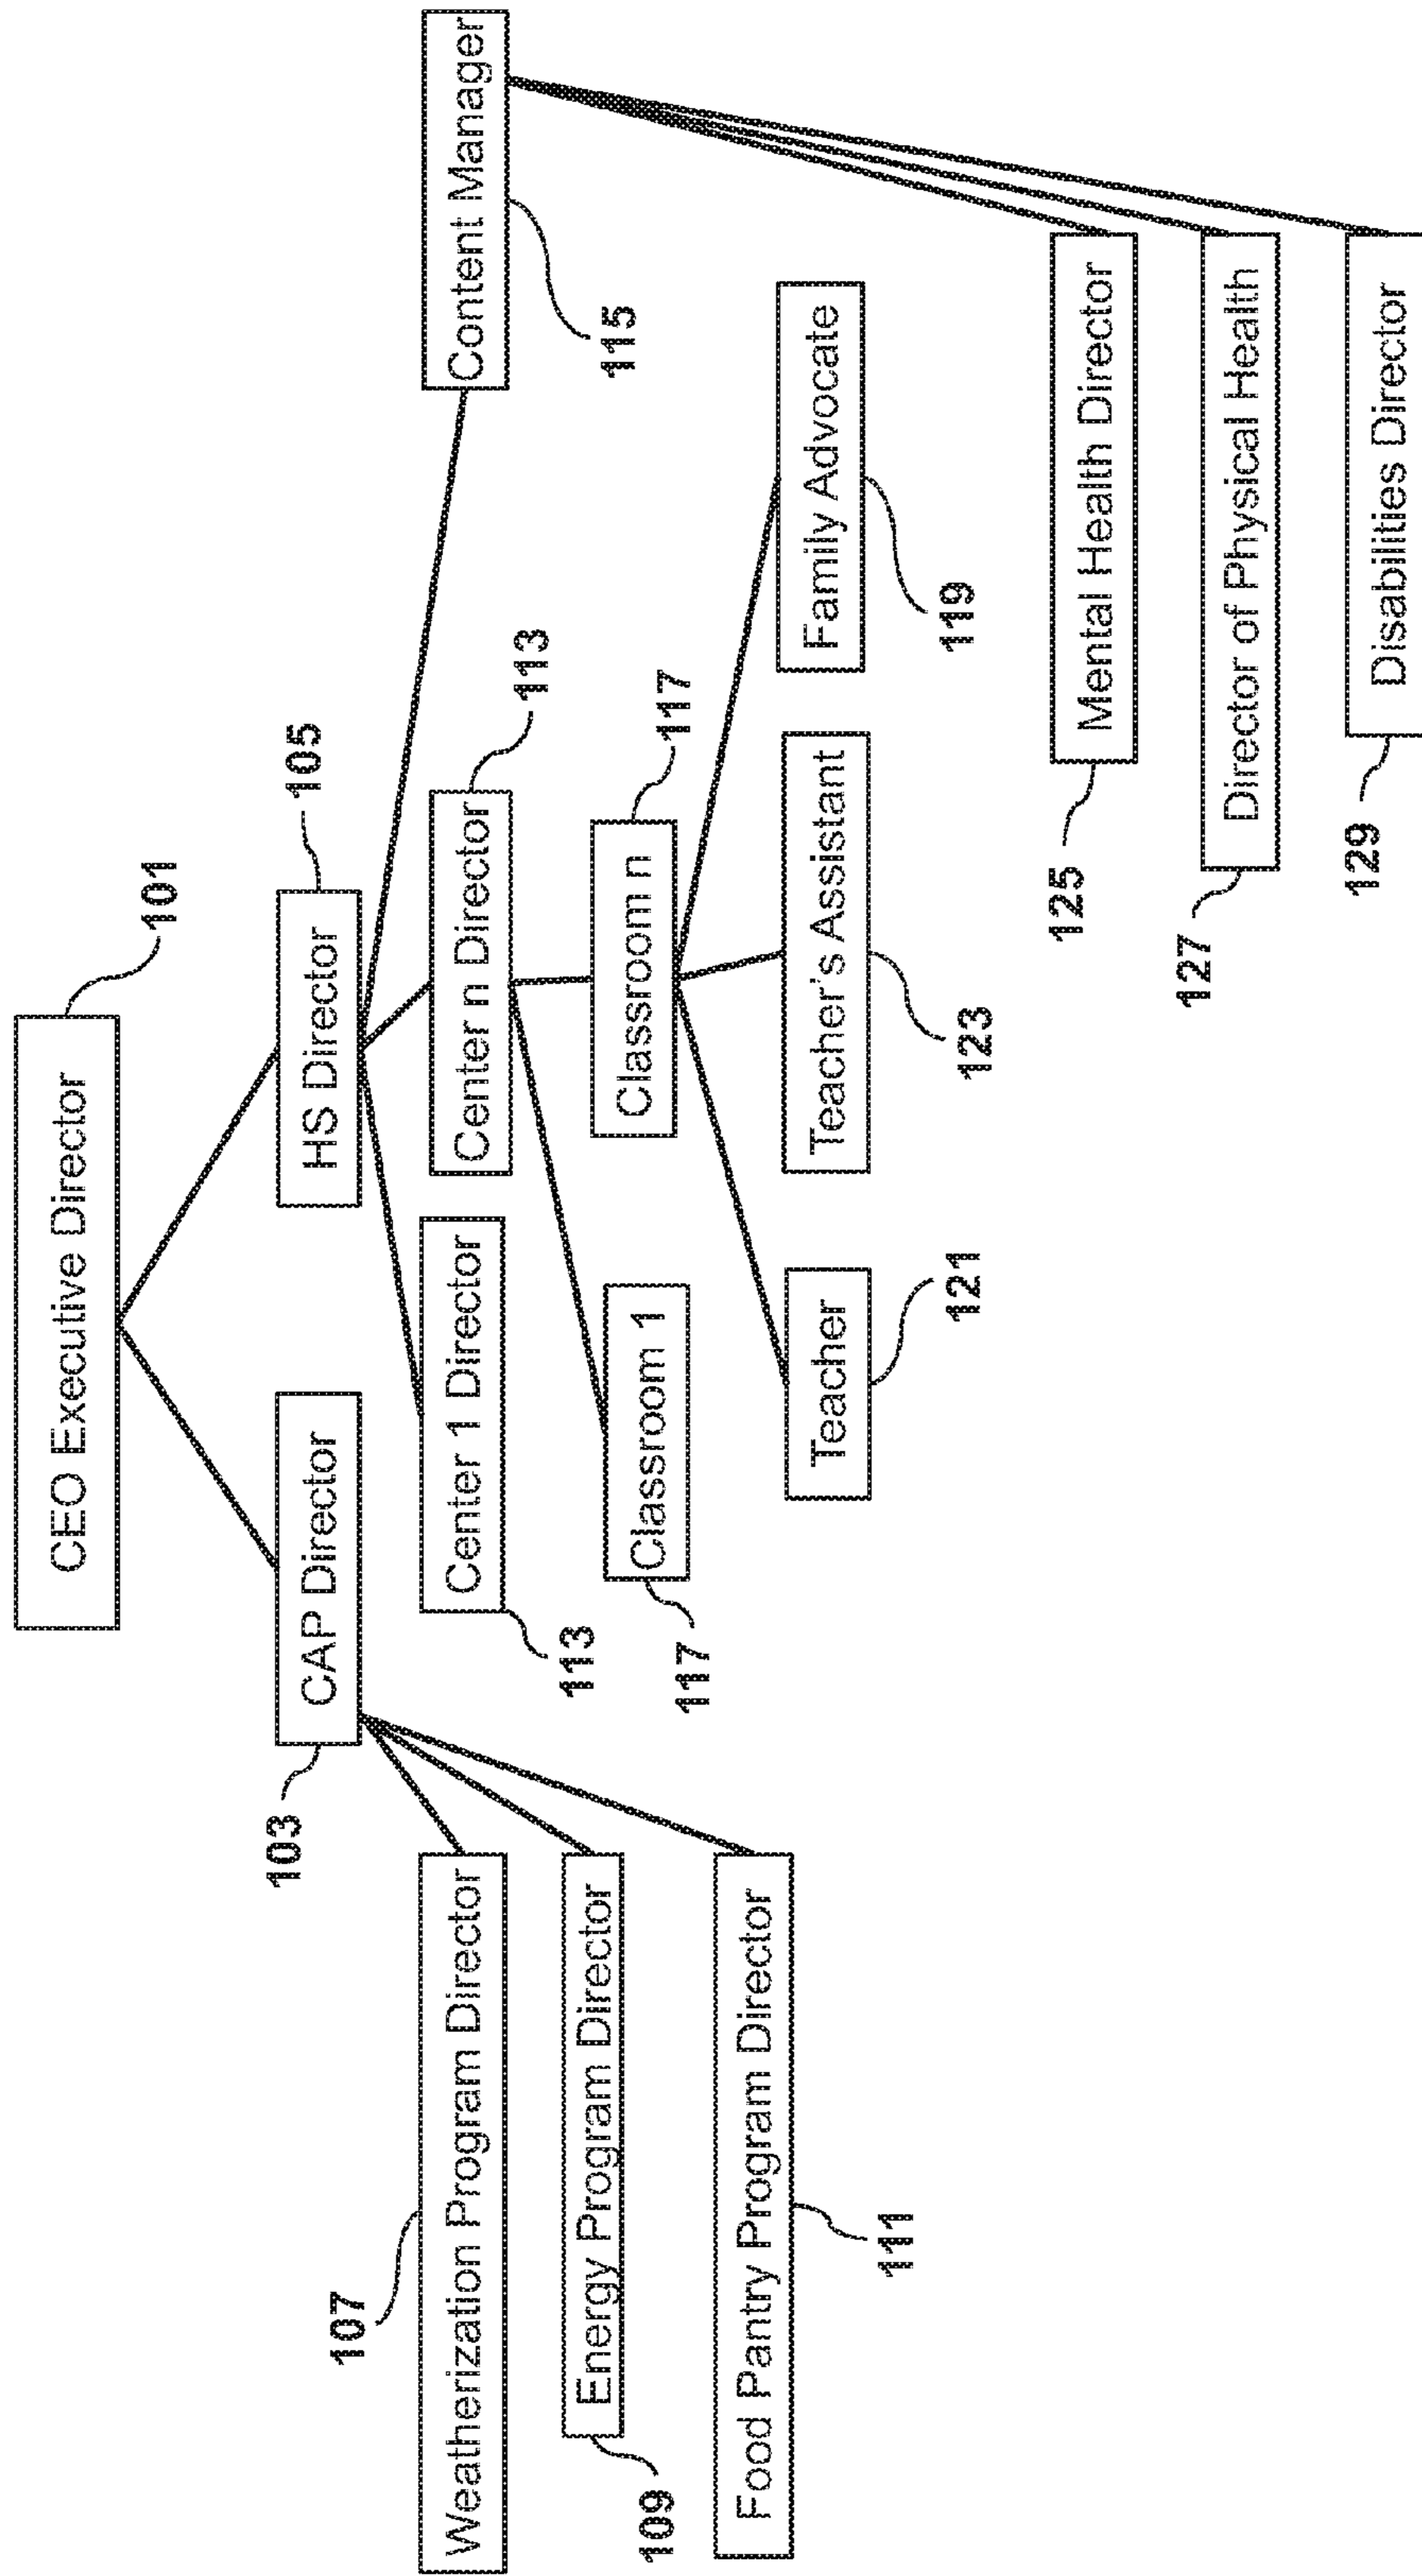 CEO Executive Director
101
CAP Director
103
HS Director
105
Weatherization Program Director
107
Center 1 Director
113
Center n Director
113
Content Manager
115
Energy Program Director
109
Classroom 1
117
Classroom n
117
Food Pantry Program Director
111
Teacher
121
Teacher's Assistant
123
Family Advocate
119
Mental Health Director
125
Director of Physical Health
127
Disabilities Director
129